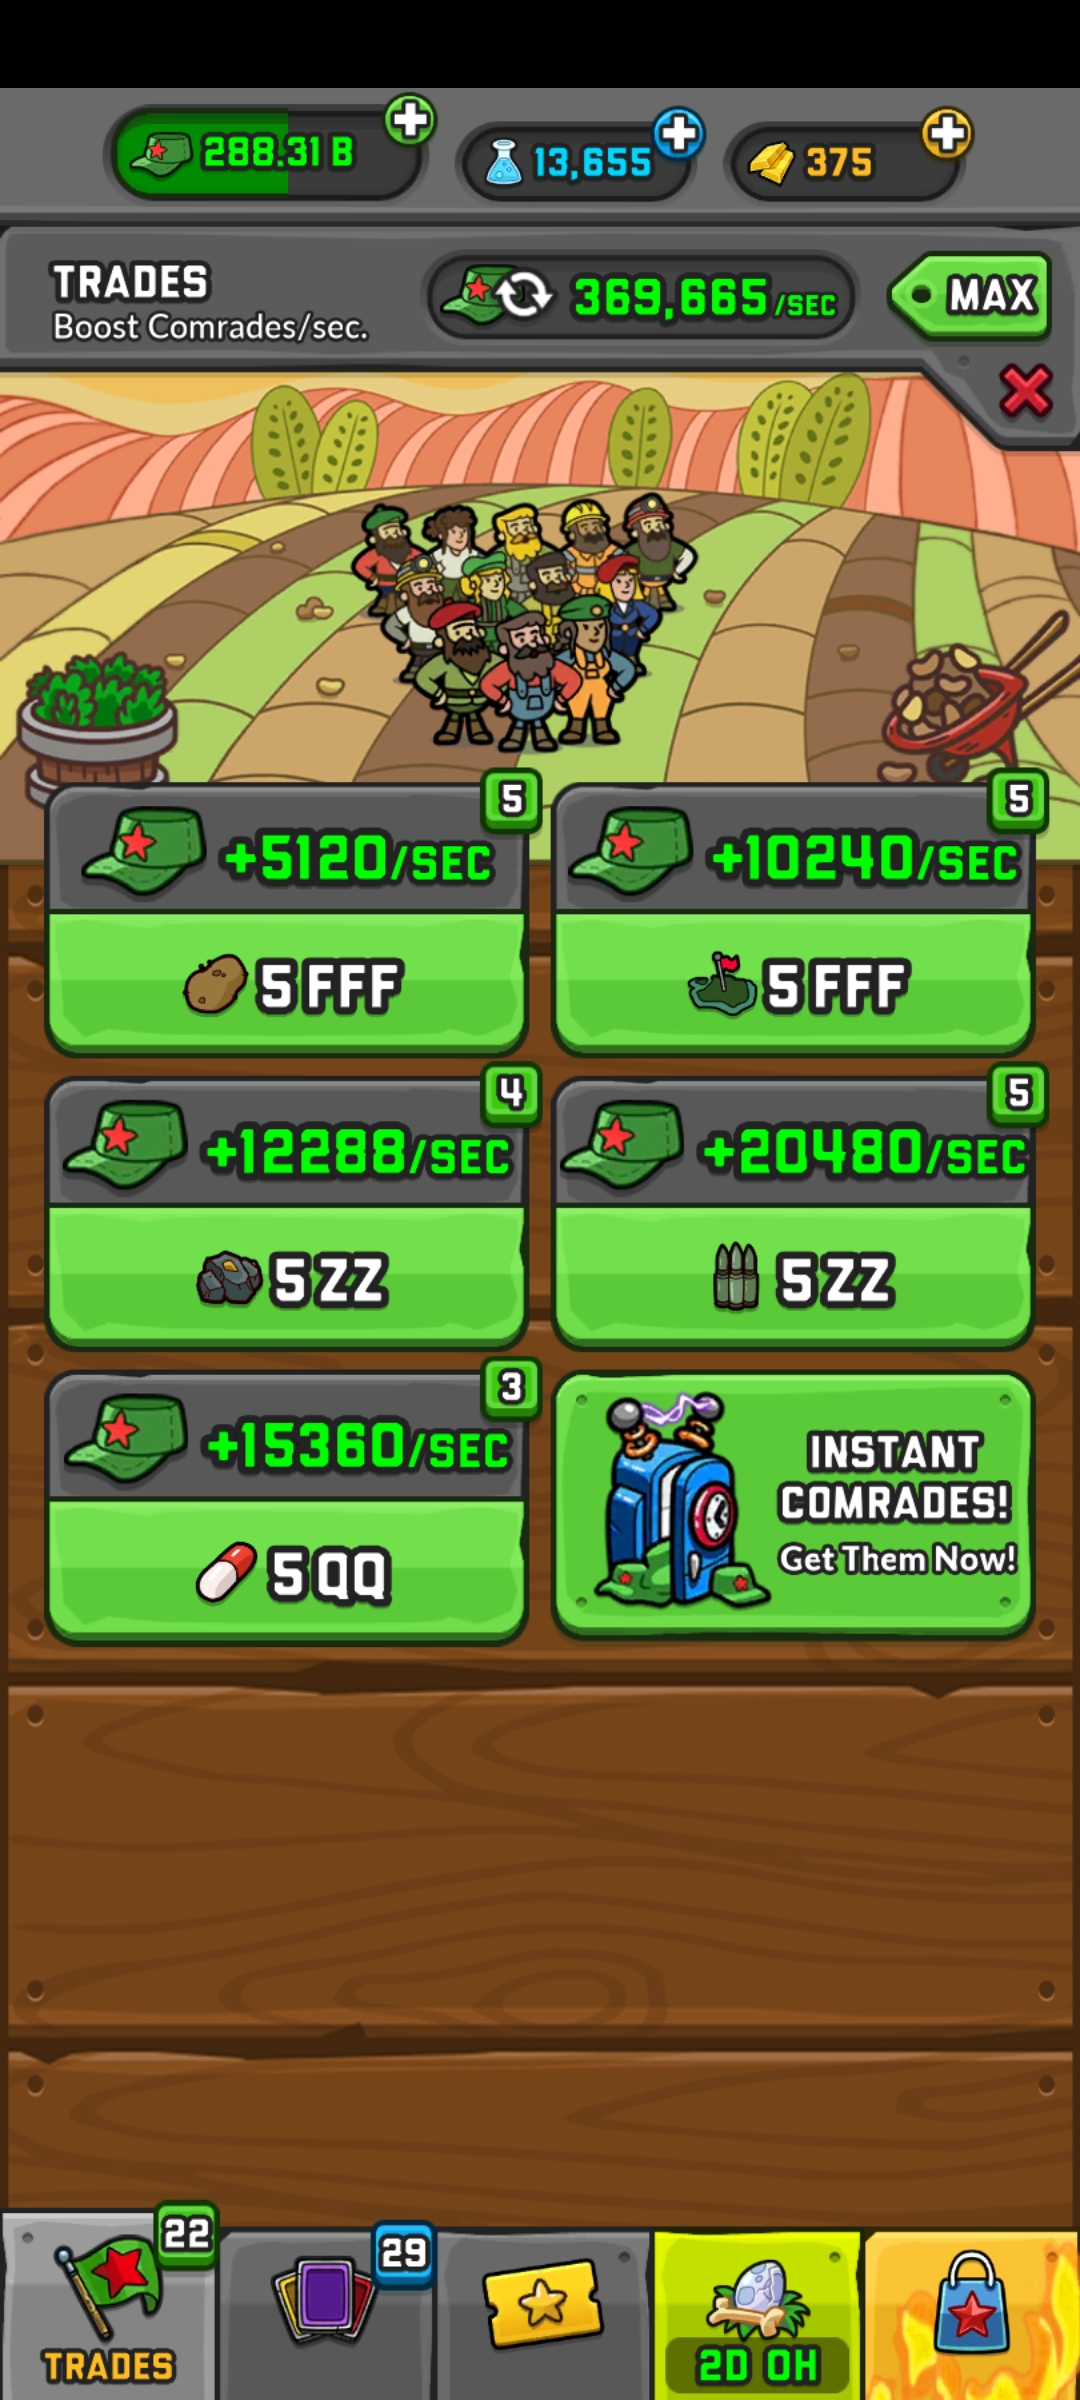 288.31 B
13,655
375
TRADES
Boost Comrades/sec.
369,665/SEC
MAX
5
+5120/SEC
5 FFF
5
+10240/SEC
5 FFF
4
+12288/SEC
5 ZZ
5
+20480/SEC
5 ZZ
3
+15360/SEC
5 QQ
INSTANT
COMRADES!
Get Them Now!
22
TRADES
29
2D 0H